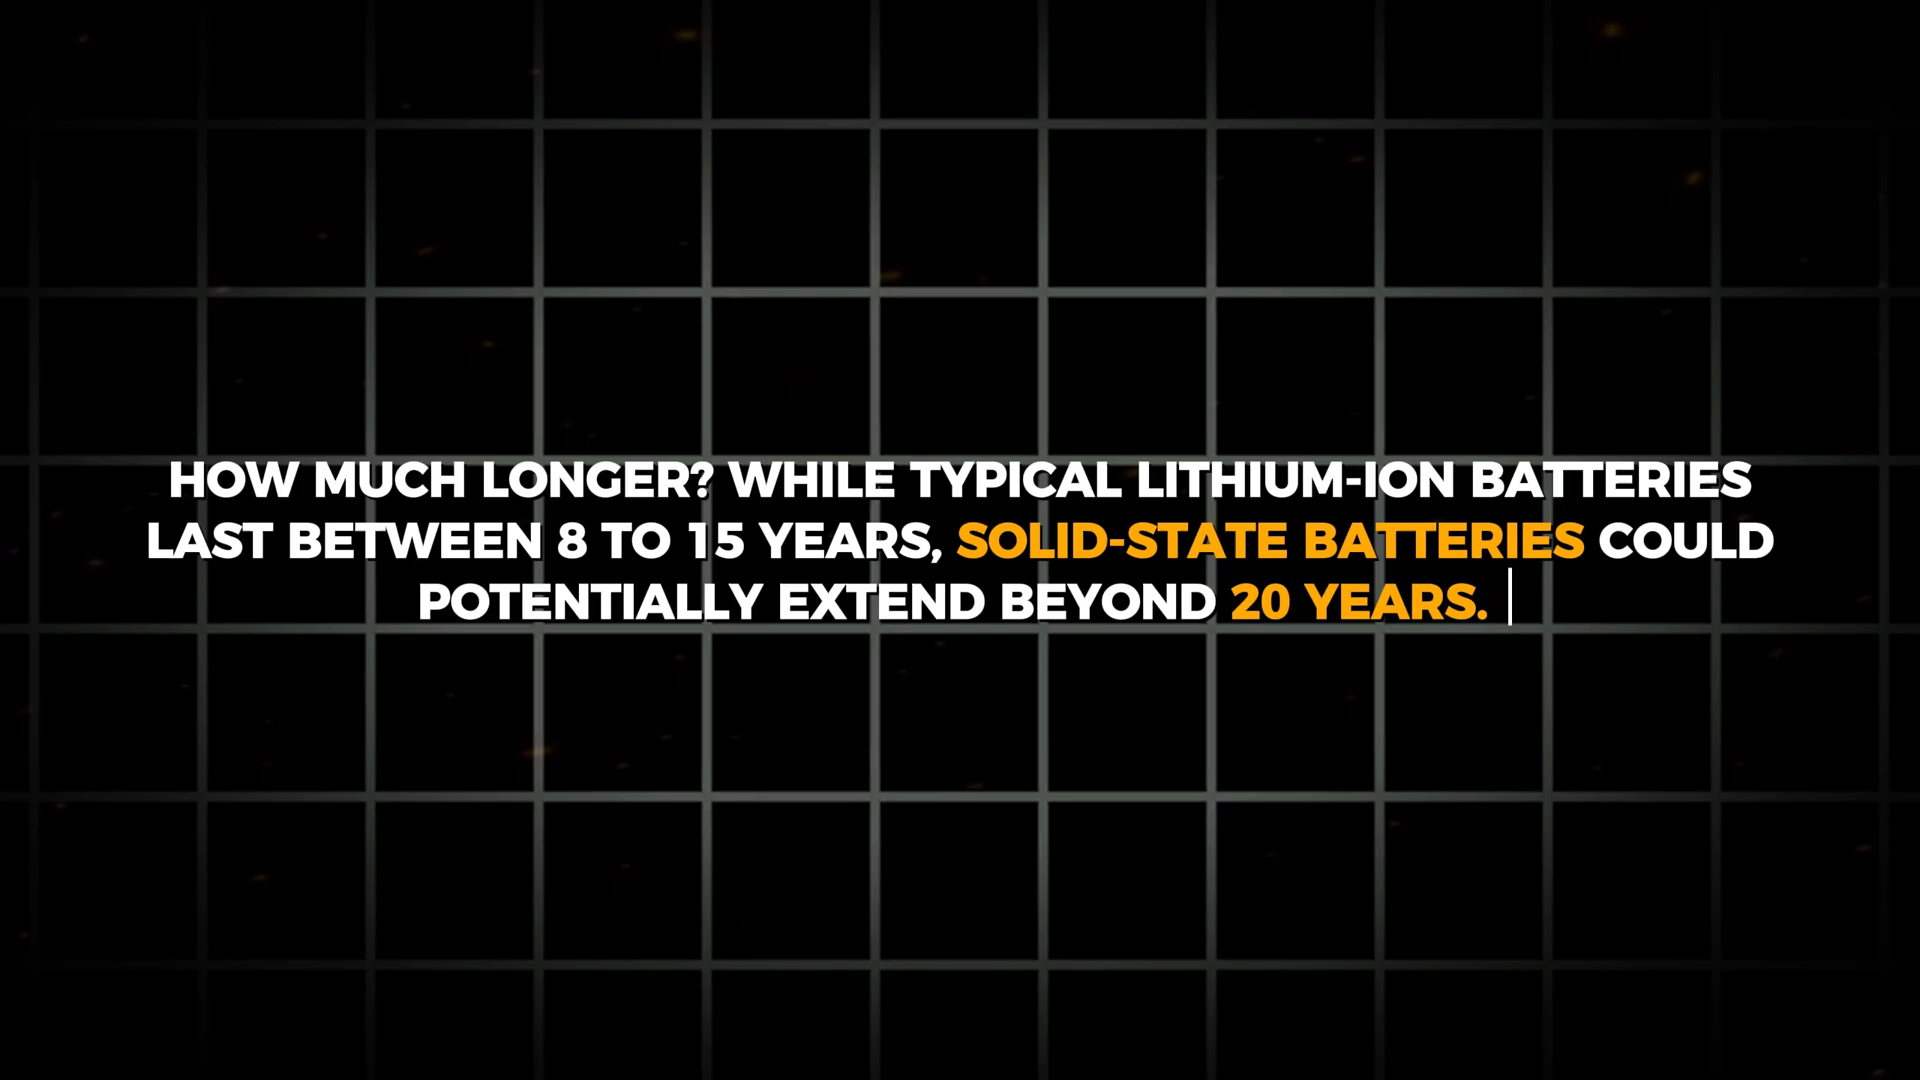 HOW MUCH LONGER? WHILE TYPICAL LITHIUM-ION BATTERIES
LAST BETWEEN 8 TO 15 YEARS, SOLID-STATE BATTERIES COULD
POTENTIALLY EXTEND BEYOND 20 YEARS.